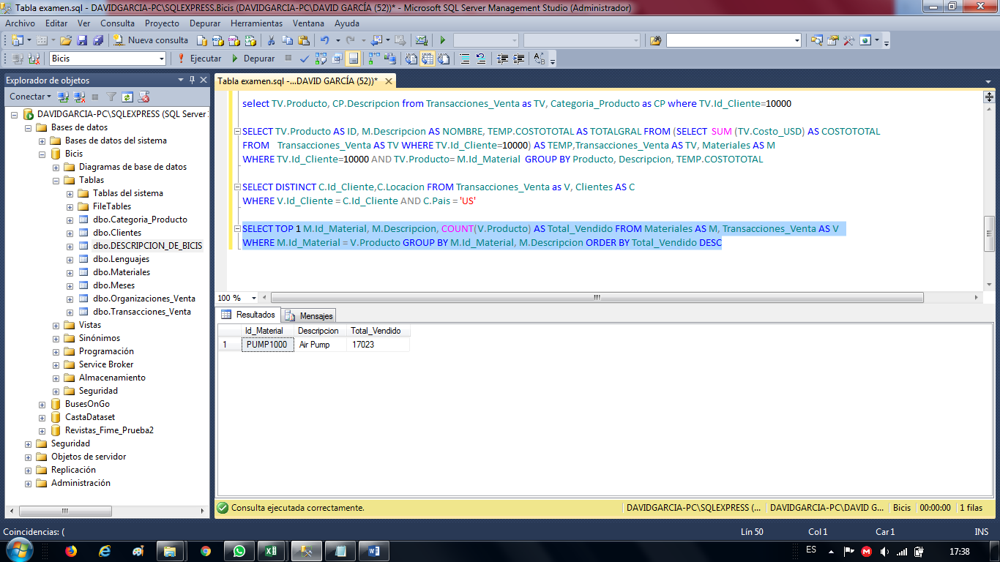 Tabla examen.sql - DAVIDGARCIA-PC\SQLEXPRESS.Bicis (DAVIDGARCIA-PC\DAVID GARCÍA (52))* - Microsoft SQL Server Management Studio (Administrador)
Archivo Editar Ver Consulta Proyecto Depurar Herramientas Ventana Ayuda
Nueva consulta
Bicis Ejecutar Depurar
Explorador de objetos
Conectar
DAVIDGARCIA-PC\SQLEXPRESS (SQL Server
Bases de datos
Bases de datos del sistema
Bicis
Diagramas de base de datos
Tablas
Tablas del sistema
FileTables
dbo.Categoria_Producto
dbo.Clientes
dbo.DESCRIPCION_DE_BICIS
dbo.Lenguajes
dbo.Materiales
dbo.Meses
dbo.Organizaciones_Venta
dbo.Transacciones_Venta
Vistas
Sinónimos
Programación
Service Broker
Almacenamiento
Seguridad
BusesOnGo
CastaDataset
Revistas_Fime_Prueba2
Seguridad
Objetos de servidor
Replicación
Administración
Tabla examen.sql -...DAVID GARCÍA (52))*
select TV.Producto, CP.Descripcion from Transacciones_Venta as TV, Categoria_Producto as CP where TV.Id_Cliente=10000
SELECT TV.Producto AS ID, M.Descripcion AS NOMBRE, TEMP.COSTOTOTAL AS TOTALGRAL FROM (SELECT SUM (TV.Costo_USD) AS COSTOTOTAL
FROM Transacciones_Venta AS TV WHERE TV.Id_Cliente=10000) AS TEMP,Transacciones_Venta AS TV, Materiales AS M
WHERE TV.Id_Cliente=10000 AND TV.Producto= M.Id_Material GROUP BY Producto, Descripcion, TEMP.COSTOTOTAL
SELECT DISTINCT C.Id_Cliente,C.Locacion FROM Transacciones_Venta as V, Clientes AS C
WHERE V.Id_Cliente = C.Id_Cliente AND C.Pais = 'US'
SELECT TOP 1 M.Id_Material, M.Descripcion, COUNT(V.Producto) AS Total_Vendido FROM Materiales AS M, Transacciones_Venta AS V
WHERE M.Id_Material = V.Producto GROUP BY M.Id_Material, M.Descripcion ORDER BY Total_Vendido DESC
100 %
Resultados Mensajes
Id_Material Descripcion Total_Vendido
1 PUMP1000 Air Pump 17023
Consulta ejecutada correctamente. DAVIDGARCIA-PC\SQLEXPRESS (... DAVIDGARCIA-PC\DAVID G... Bicis 00:00:00 1 filas
Coincidencias: ( Lín 50 Col 1 Car 1 INS
ES 17:38